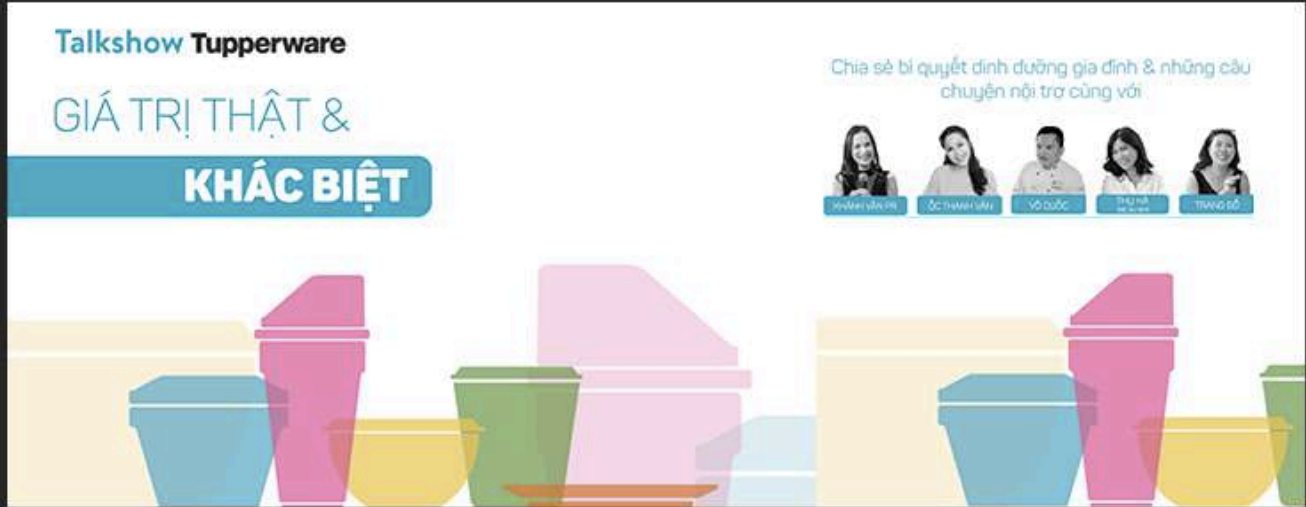 Talkshow Tupperware
GIÁ TRỊ THẬT &
KHÁC BIỆT
Chia sẻ bí quyết dinh dưỡng gia đình & những câu
chuyện nội trợ cùng với
KHÁNH VÂN PR
ỐC THANH VÂN
VÕ QUỐC
THU HÀ
TRANG ĐỖ